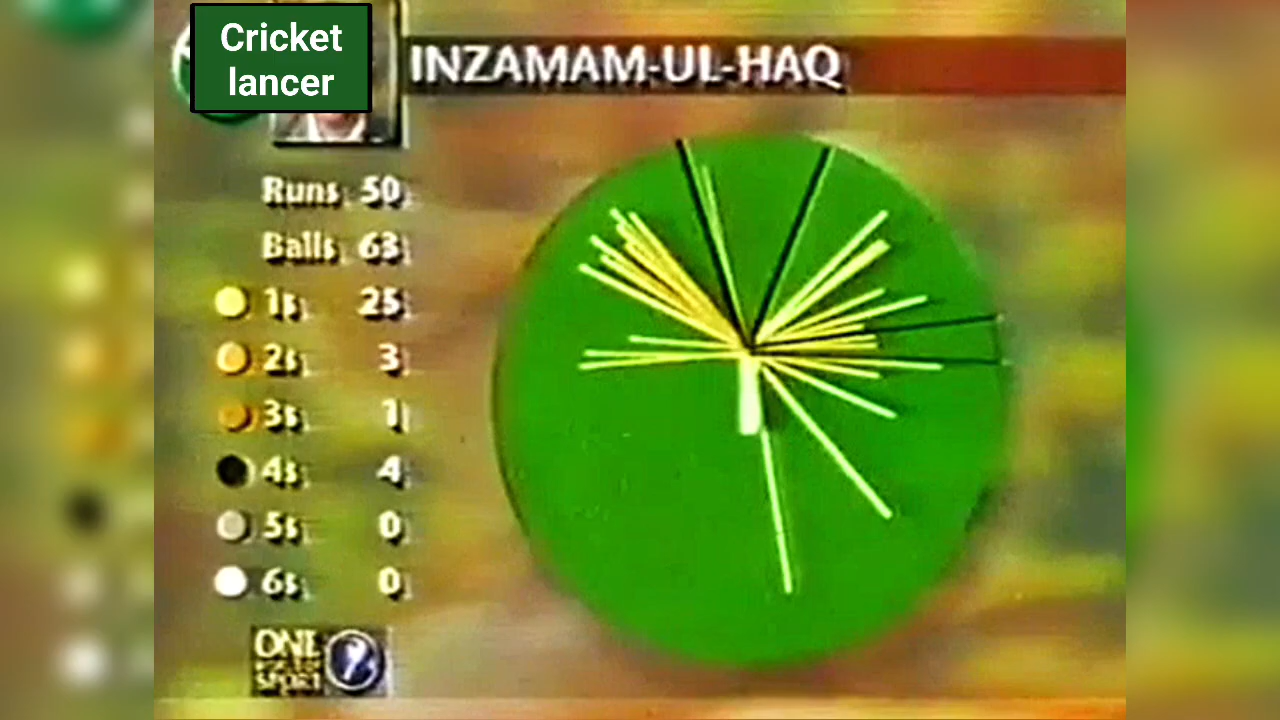 Cricket
lancer
INZAMAM-UL-HAQ
Runs 50
Balls 63
1s 25
2s 3
3s 1
4s 4
5s 0
6s 0
ONE
SPORT